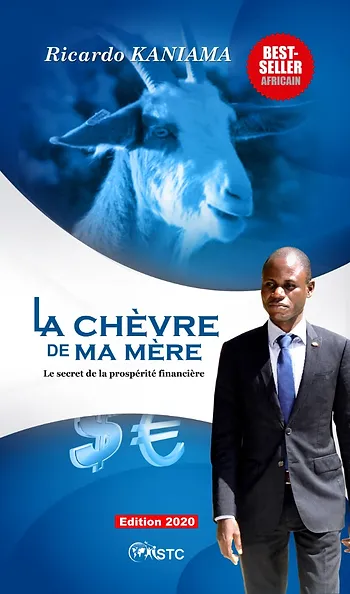 Ricardo KANIAMA
BEST-
SELLER
AFRICAIN
LA CHÈVRE
DE MA MÈRE
Le secret de la prospérité financière
$ €
Edition 2020
STC